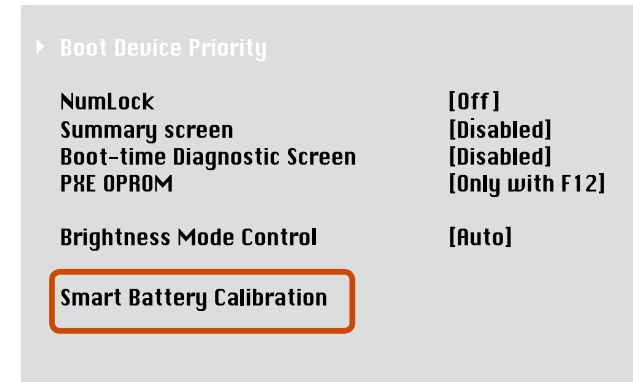 Boot Device Priority
NumLock [Off]
Summary screen [Disabled]
Boot-time Diagnostic Screen [Disabled]
PXE OPROM [Only with F12]
Brightness Mode Control [Auto]
Smart Battery Calibration